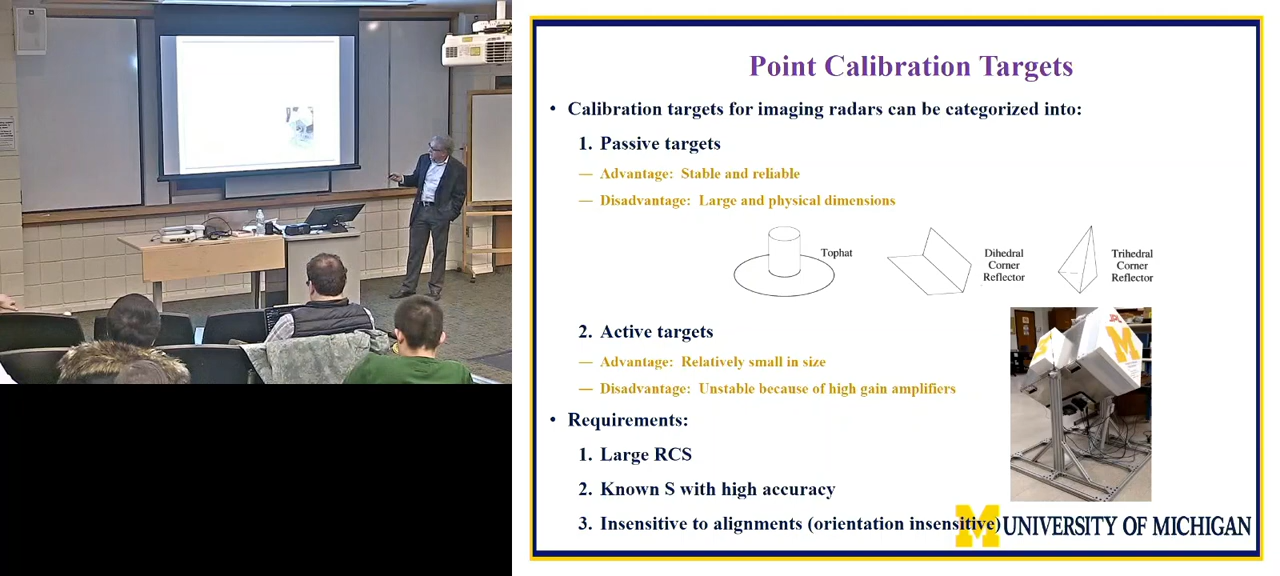 Point Calibration Targets
• Calibration targets for imaging radars can be categorized into:
1. Passive targets
— Advantage: Stable and reliable
— Disadvantage: Large and physical dimensions
Tophat
Dihedral
Corner
Reflector
Trihedral
Corner
Reflector
2. Active targets
— Advantage: Relatively small in size
— Disadvantage: Unstable because of high gain amplifiers
• Requirements:
1. Large RCS
2. Known S with high accuracy
3. Insensitive to alignments (orientation insensitive)
M UNIVERSITY OF MICHIGAN
M